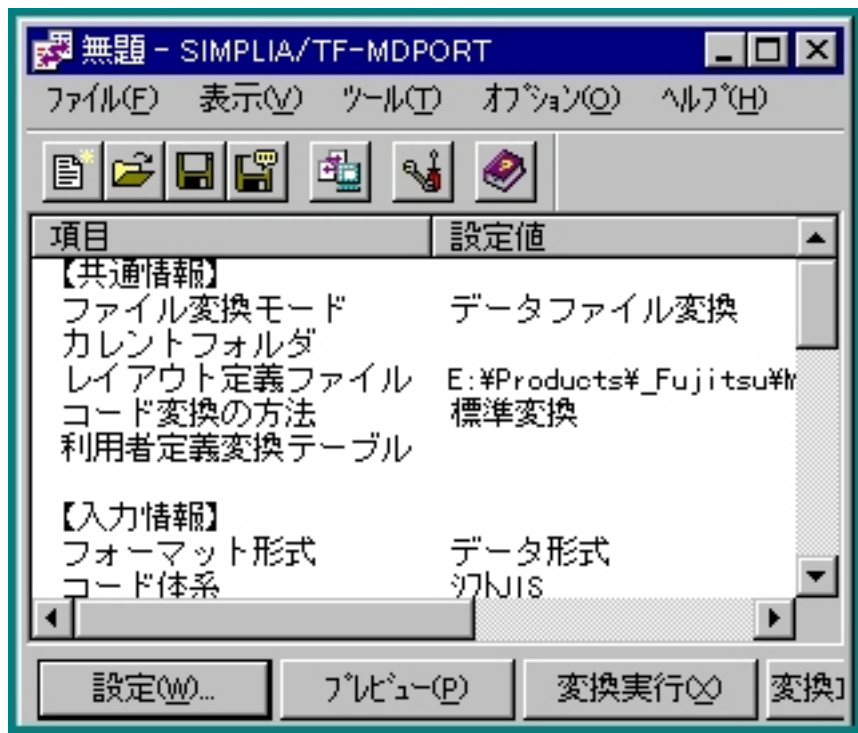 無題 - SIMPLIA/TF-MDPORT
ﾌｧｲﾙ(F) 表示(V) ﾂｰﾙ(T) ｵﾌﾟｼｮﾝ(O) ﾍﾙﾌﾟ(H)
項目 設定値
【共通情報】
ファイル変換モード データファイル変換
カレントフォルダ
レイアウト定義ファイル E:¥Products¥_Fujitsu¥
コード変換の方法 標準変換
利用者定義変換テーブル
【入力情報】
フォーマット形式 データ形式
コード体系 ｼﾌﾄJIS
設定(W)... ﾌﾟﾚﾋﾞｭｰ(P) 変換実行(X) 変換